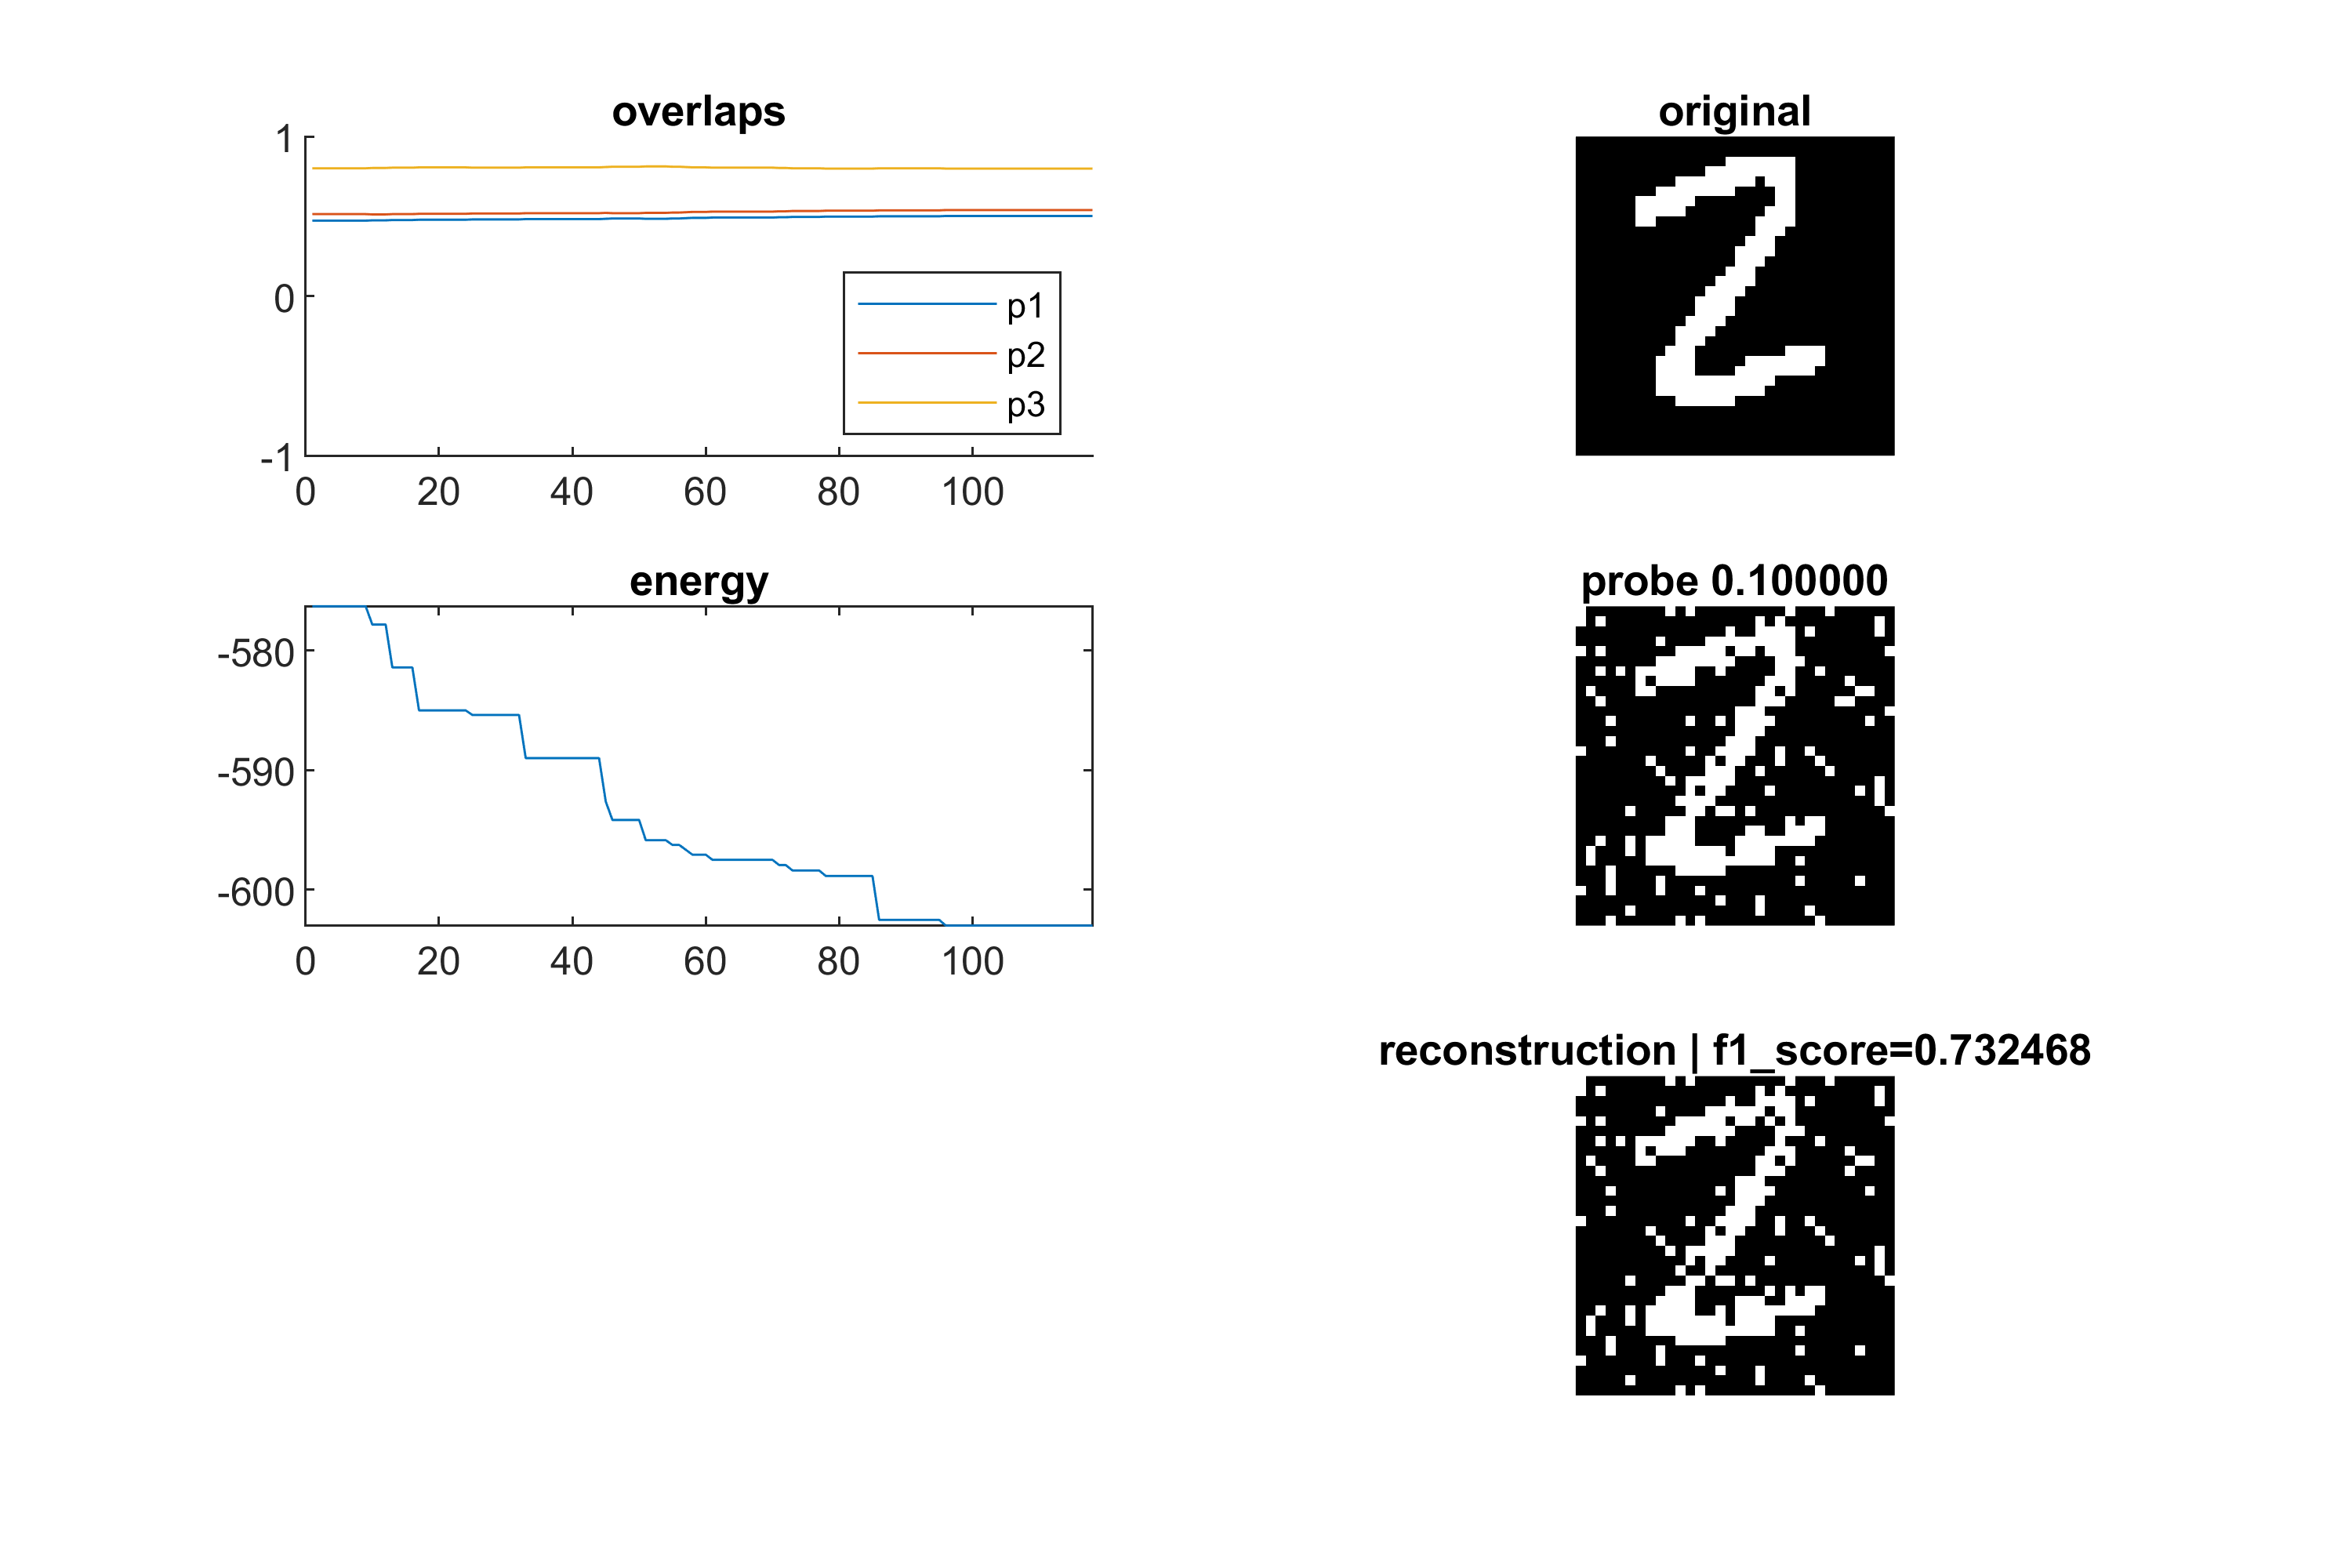 overlaps
1
0
-1
0 20 40 60 80 100
p1
p2
p3
original
energy
-580
-590
-600
0 20 40 60 80 100
probe 0.100000
reconstruction | f1_score=0.732468